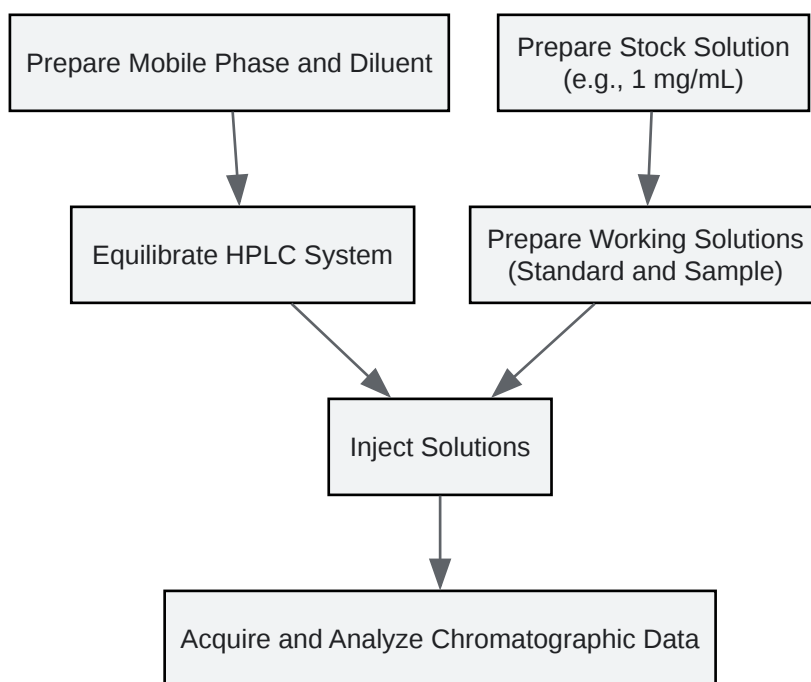 Prepare Mobile Phase and Diluent
Prepare Stock Solution
(e.g., 1 mg/mL)
Equilibrate HPLC System
Prepare Working Solutions
(Standard and Sample)
Inject Solutions
Acquire and Analyze Chromatographic Data